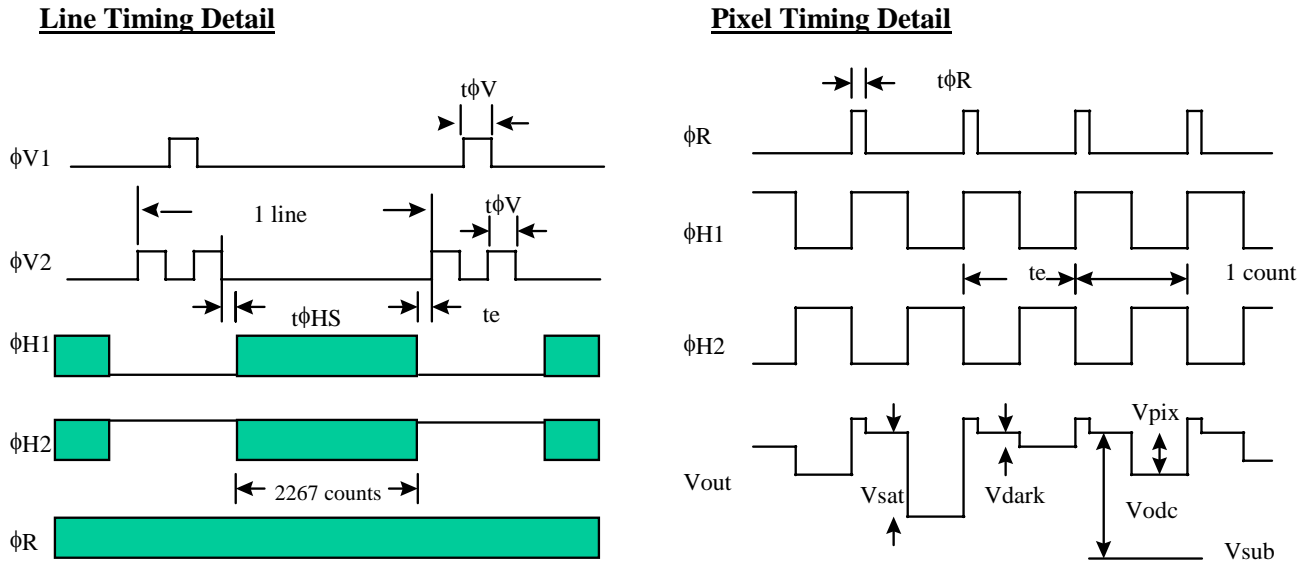 Line Timing Detail
tϕV
ϕV1
1 line
tϕV
ϕV2
tϕHS
te
ϕH1
ϕH2
2267 counts
ϕR
Pixel Timing Detail
tϕR
ϕR
ϕH1
te
1 count
ϕH2
Vpix
Vout
Vsat
Vdark
Vodc
Vsub